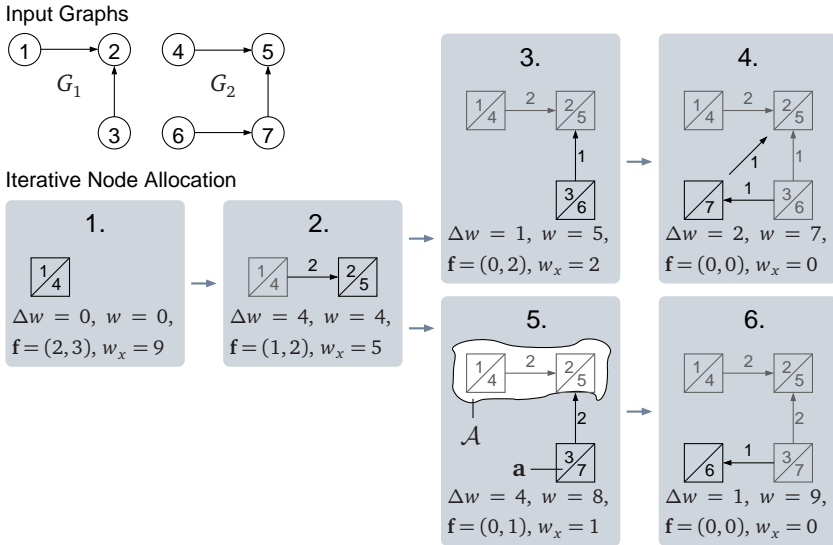 Input Graphs
1 2 4 5
G1 G2
3 6 7
Iterative Node Allocation
1.
1 4
Δw = 0, w = 0,
f = (2, 3), wx = 9
2.
1 4 2 2 5
Δw = 4, w = 4,
f = (1, 2), wx = 5
3.
1 4 2 2 5
1
3 6
Δw = 1, w = 5,
f = (0, 2), wx = 2
4.
1 4 2 2 5
1 1
7 1 3 6
Δw = 2, w = 7,
f = (0, 0), wx = 0
5.
1 4 2 2 5
𝒜 2
a 3 7
Δw = 4, w = 8,
f = (0, 1), wx = 1
6.
1 4 2 2 5
2
6 1 3 7
Δw = 1, w = 9,
f = (0, 0), wx = 0